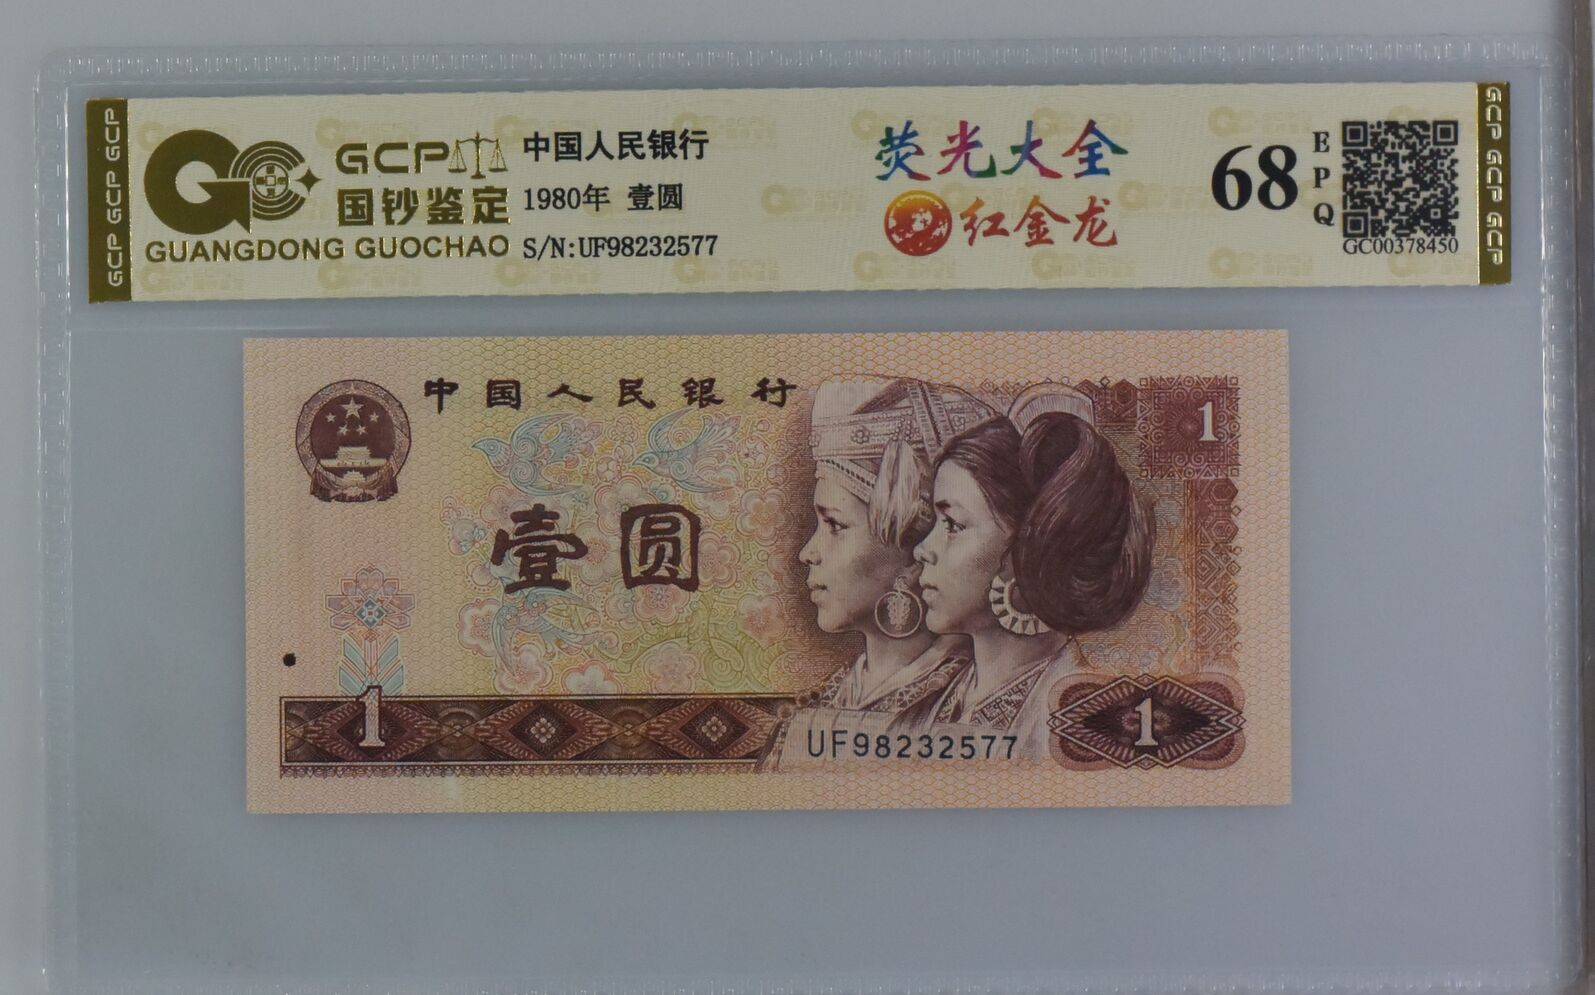 GCP GCP GCP
GCP
国钞鉴定
GUANGDONG GUOCHAO
中国人民银行
1980年 壹圆
S/N:UF98232577
荧光大全
红金龙
68
EPQ
GC00378450
GCP GCP GCP
中国人民银行
1
壹圆
1
UF98232577
1